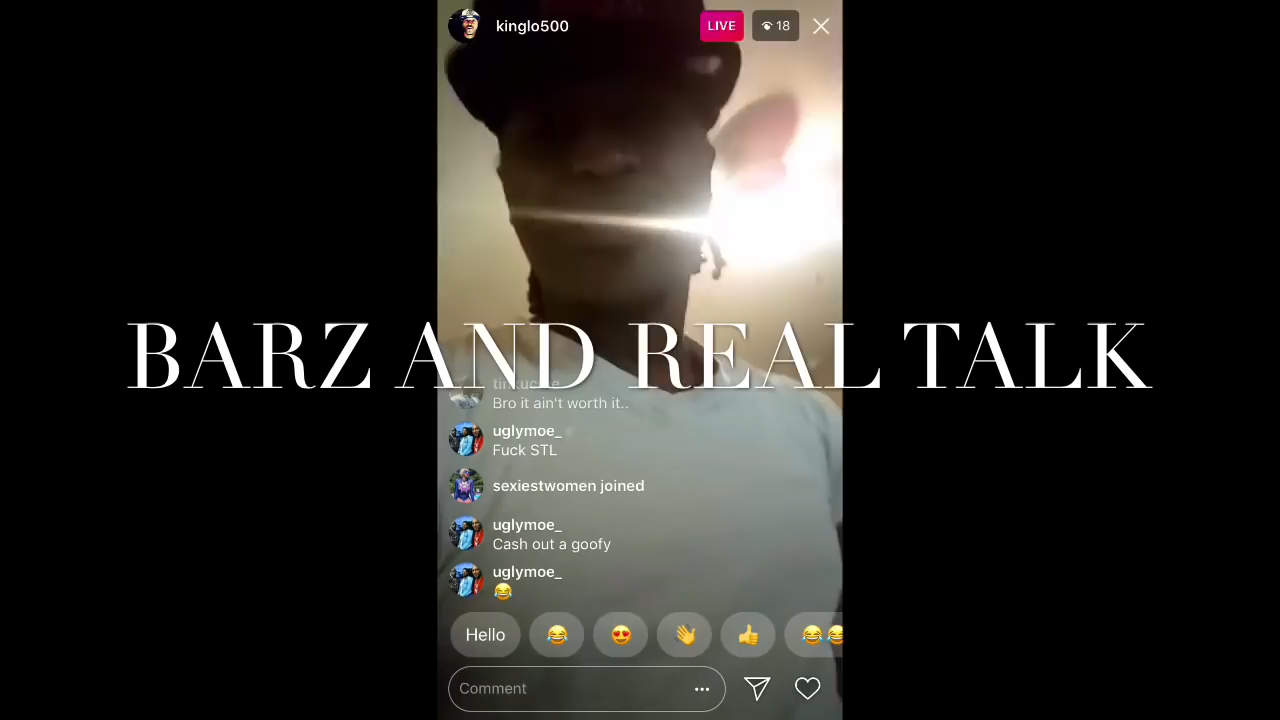 kinglo500
LIVE
18
BARZ AND REAL TALK
Bro it ain't worth it..
uglymoe_
Fuck STL
sexiestwomen joined
uglymoe_
Cash out a goofy
uglymoe_
😂
Hello 😂 😍 👋 👍 😂😂
Comment